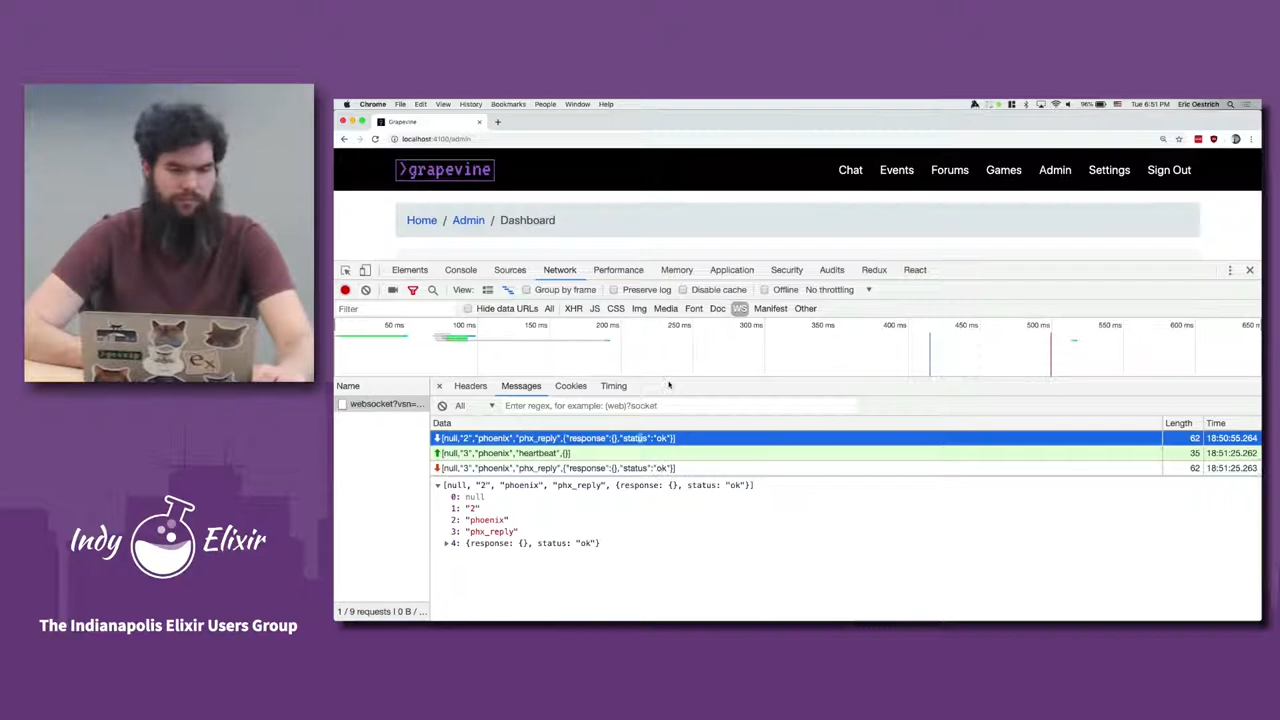 Chrome File Edit View History Bookmarks People Window Help 96% Tue 6:51 PM Eric Oestrich
Grapevine
localhost:4100/admin
>grapevine Chat Events Forums Games Admin Settings Sign Out
Home / Admin / Dashboard
Elements Console Sources Network Performance Memory Application Security Audits Redux React
View: Group by frame Preserve log Disable cache Offline No throttling
Filter Hide data URLs All XHR JS CSS Img Media Font Doc WS Manifest Other
50 ms 100 ms 150 ms 200 ms 250 ms 300 ms 350 ms 400 ms 450 ms 500 ms 550 ms 600 ms 650 m
Name Headers Messages Cookies Timing
websocket?vsn=... All Enter regex, for example: (web)?socket
Data Length Time
[null,"2","phoenix","phx_reply",{"response":{},"status":"ok"}] 62 18:50:55.264
[null,"3","phoenix","heartbeat",{}] 35 18:51:25.262
[null,"3","phoenix","phx_reply",{"response":{},"status":"ok"}] 62 18:51:25.263
[null, "2", "phoenix", "phx_reply", {response: {}, status: "ok"}]
0: null
1: "2"
2: "phoenix"
3: "phx_reply"
4: {response: {}, status: "ok"}
1 / 9 requests | 0 B / ...
>grapevin
ex
Indy Elixir
The Indianapolis Elixir Users Group